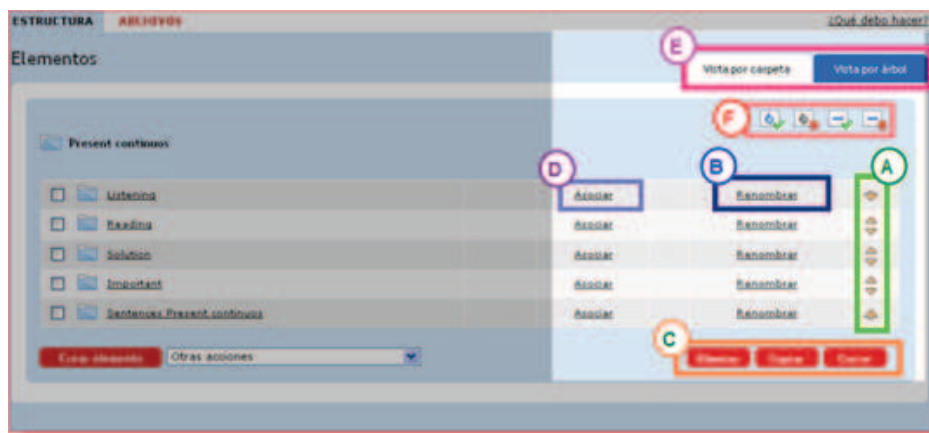 ESTRUCTURA ARCHIVOS ¿Qué debo hacer?
Elementos
E
Vista por carpeta Vista por árbol
F
Present continuos
D B A
Listening Asociar Renombrar
Reading Asociar Renombrar
Solution Asociar Renombrar
Important Asociar Renombrar
Sentences Present continuos Asociar Renombrar
C
Crear elemento Otras acciones Eliminar Copiar